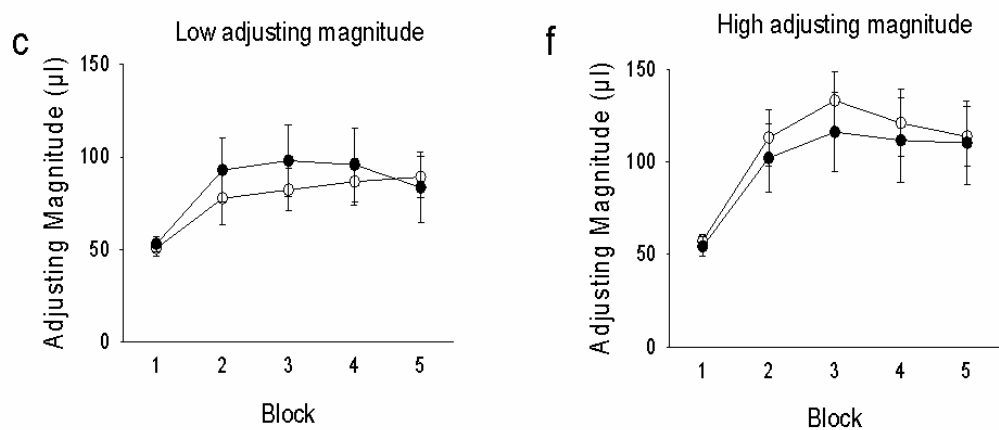 c
Low adjusting magnitude
Adjusting Magnitude (µl)
150
100
50
0
1 2 3 4 5
Block
f
High adjusting magnitude
Adjusting Magnitude (µl)
150
100
50
0
1 2 3 4 5
Block